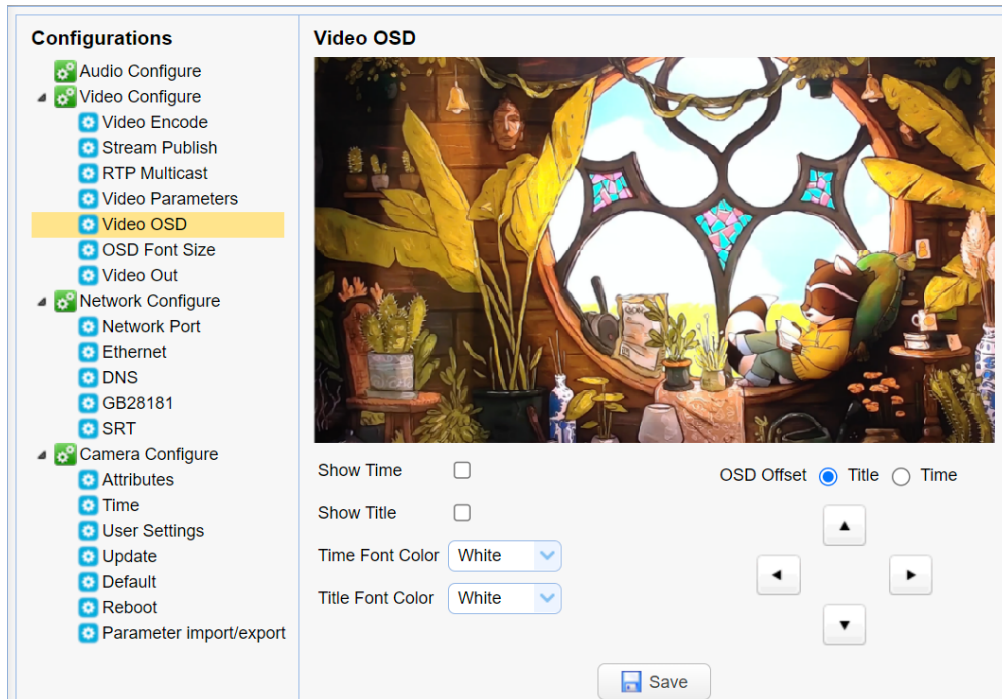 Configurations
Audio Configure
Video Configure
Video Encode
Stream Publish
RTP Multicast
Video Parameters
Video OSD
OSD Font Size
Video Out
Network Configure
Network Port
Ethernet
DNS
GB28181
SRT
Camera Configure
Attributes
Time
User Settings
Update
Default
Reboot
Parameter import/export
Video OSD
Show Time
Show Title
Time Font Color White
Title Font Color White
OSD Offset Title Time
Save